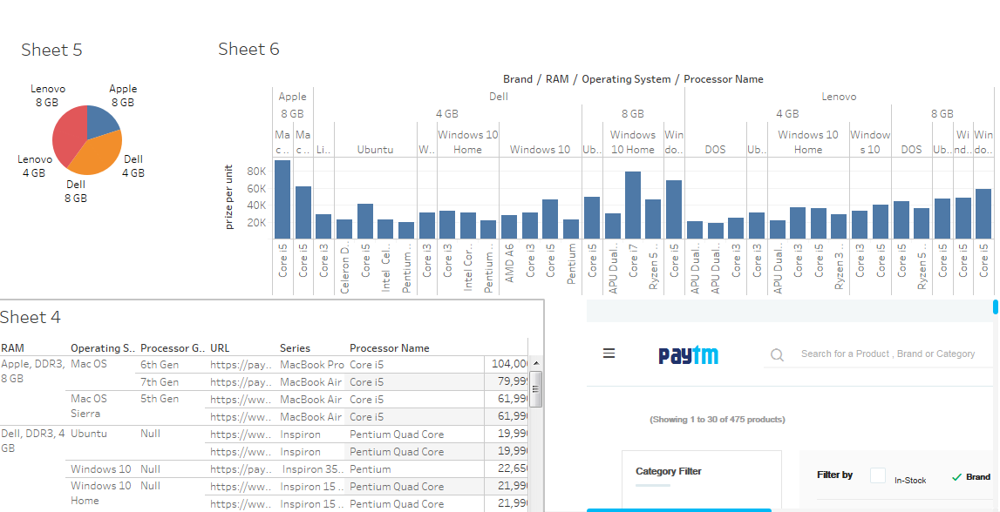 Sheet 5
Lenovo
8 GB
Apple
8 GB
Lenovo
4 GB
Dell
4 GB
Dell
8 GB
Sheet 6
Brand / RAM / Operating System / Processor Name
Apple Dell Lenovo
8 GB 4 GB 8 GB 4 GB 8 GB
Ma
c ..
Ma
c ..
Li..
Ubuntu
W..
Windows 10
Home
Windows 10
Ub..
Windows
10 Home
Win
do..
DOS
Ub..
Windows 10
Home
Window
s 10
DOS
Ub..
Wi
nd..
Win
do..
prize per unit
80K
60K
40K
20K
Core i5
Core i5
Core i3
Celeron D..
Core i5
Intel Cel..
Pentium ..
Core i3
Core i3
Intel Cor..
Pentium ..
AMD A6
Core i3
Core i5
Pentium
Core i5
APU Dual..
Core i7
Ryzen 5 ..
Core i5
APU Dual..
APU Dual..
Core i3
Core i3
APU Dual..
Core i3
Core i5
Ryzen 3 ..
Core i3
Core i5
Core i5
Ryzen 5 ..
Core i5
Core i5
Core i5
Sheet 4
RAM Operating S.. Processor G.. URL Series Processor Name
Apple, DDR3, Mac OS 6th Gen https://pay.. MacBook Pro Core i5 104,00
8 GB
7th Gen https://pay.. MacBook Air Core i5 79,99
Mac OS 5th Gen https://ww.. MacBook Air Core i5 61,99
Sierra https://ww.. MacBook Air Core i5 61,99
Dell, DDR3, 4 Ubuntu Null https://ww.. Inspiron Pentium Quad Core 19,99
GB
https://ww.. Inspiron Pentium Quad Core 19,99
Windows 10 Null https://pay.. Inspiron 35.. Pentium 22,65
Windows 10 Null https://ww.. Inspiron 15 .. Pentium Quad Core 21,99
Home https://ww.. Inspiron 15 .. Pentium Quad Core 21,99
paytm
Search for a Product , Brand or Category
(Showing 1 to 30 of 475 products)
Category Filter
Filter by In-Stock Brand